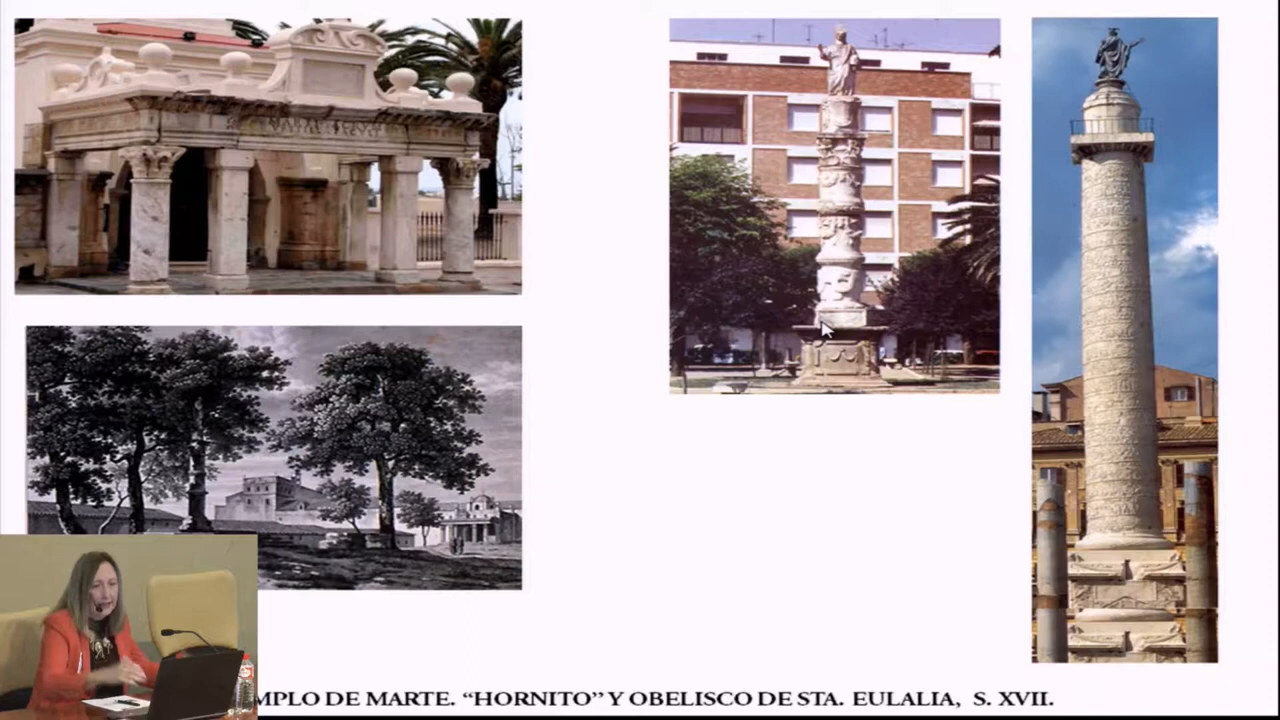 MPLO DE MARTE. “HORNITO” Y OBELISCO DE STA. EULALIA, S. XVII.